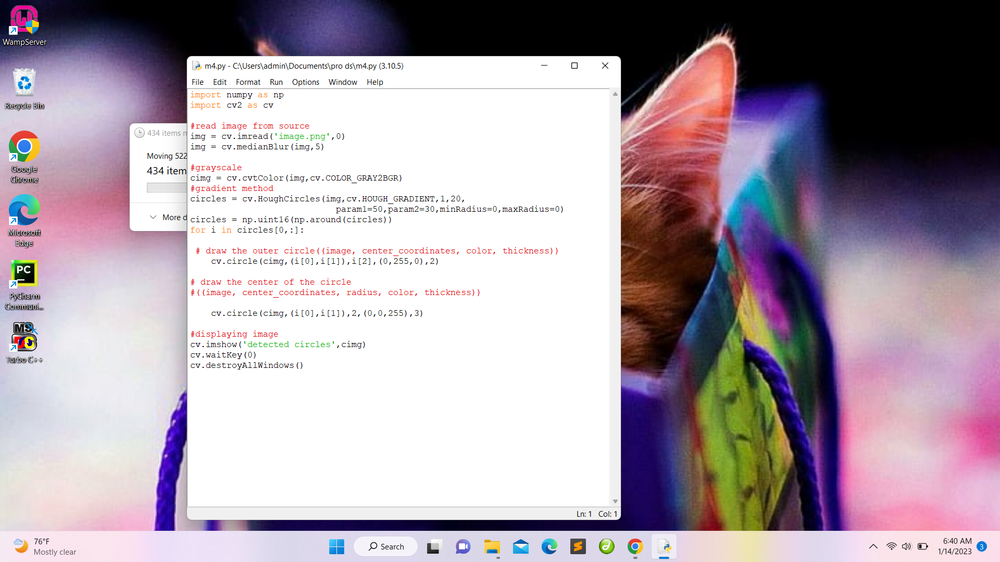 WampServer
Recycle Bin
Google
Chrome
Microsoft
Edge
PyCharm
Communi...
Turbo C++
434 items
Moving 522
434 item
More d
m4.py - C:\Users\admin\Documents\pro ds\m4.py (3.10.5)
File Edit Format Run Options Window Help
import numpy as np
import cv2 as cv
#read image from source
img = cv.imread('image.png',0)
img = cv.medianBlur(img,5)
#grayscale
cimg = cv.cvtColor(img,cv.COLOR_GRAY2BGR)
#gradient method
circles = cv.HoughCircles(img,cv.HOUGH_GRADIENT,1,20,
param1=50,param2=30,minRadius=0,maxRadius=0)
circles = np.uint16(np.around(circles))
for i in circles[0,:]:
# draw the outer circle((image, center_coordinates, color, thickness))
cv.circle(cimg,(i[0],i[1]),i[2],(0,255,0),2)
# draw the center of the circle
#((image, center_coordinates, radius, color, thickness))
cv.circle(cimg,(i[0],i[1]),2,(0,0,255),3)
#displaying image
cv.imshow('detected circles',cimg)
cv.waitKey(0)
cv.destroyAllWindows()
Ln: 1 Col: 1
76°F
Mostly clear
Search
6:40 AM
1/14/2023
3